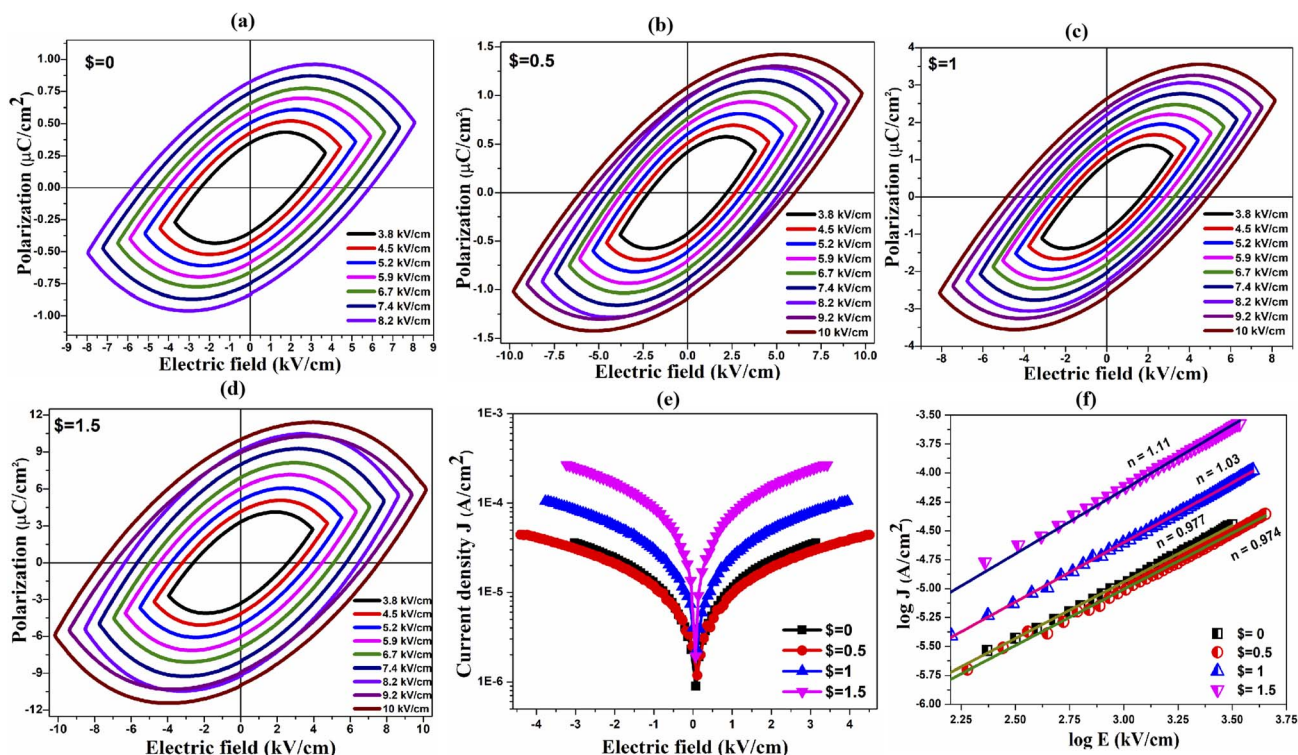 (a)
$=0
Polarization (μC/cm²)
1.00
0.75
0.50
0.25
0.00
-0.25
-0.50
-0.75
-1.00
3.8 kV/cm
4.5 kV/cm
5.2 kV/cm
5.9 kV/cm
6.7 kV/cm
7.4 kV/cm
8.2 kV/cm
-9 -8 -7 -6 -5 -4 -3 -2 -1 0 1 2 3 4 5 6 7 8 9
Electric field (kV/cm)
(b)
$=0.5
Polarization (μC/cm²)
1.5
1.0
0.5
0.0
-0.5
-1.0
-1.5
3.8 kV/cm
4.5 kV/cm
5.2 kV/cm
5.9 kV/cm
6.7 kV/cm
7.4 kV/cm
8.2 kV/cm
9.2 kV/cm
10 kV/cm
-10.0 -7.5 -5.0 -2.5 0.0 2.5 5.0 7.5 10.0
Electric field (kV/cm)
(c)
$=1
Polarization (μC/cm²)
4
3
2
1
0
-1
-2
-3
-4
3.8 kV/cm
4.5 kV/cm
5.2 kV/cm
5.9 kV/cm
6.7 kV/cm
7.4 kV/cm
8.2 kV/cm
9.2 kV/cm
10 kV/cm
-8 -6 -4 -2 0 2 4 6 8
Electric field (kV/cm)
(d)
$=1.5
Polarization (μC/cm²)
12
9
6
3
0
-3
-6
-9
-12
3.8 kV/cm
4.5 kV/cm
5.2 kV/cm
5.9 kV/cm
6.7 kV/cm
7.4 kV/cm
8.2 kV/cm
9.2 kV/cm
10 kV/cm
-10 -8 -6 -4 -2 0 2 4 6 8 10
Electric field (kV/cm)
(e)
Current density J (A/cm²)
1E-3
1E-4
1E-5
1E-6
$=0
$=0.5
$=1
$=1.5
-4 -3 -2 -1 0 1 2 3 4
Electric field (kV/cm)
(f)
log J (A/cm²)
-3.50
-3.75
-4.00
-4.25
-4.50
-4.75
-5.00
-5.25
-5.50
-5.75
-6.00
n = 1.11
n = 1.03
n = 0.977
n = 0.974
$= 0
$=0.5
$= 1
$= 1.5
2.25 2.50 2.75 3.00 3.25 3.50 3.75
log E (kV/cm)